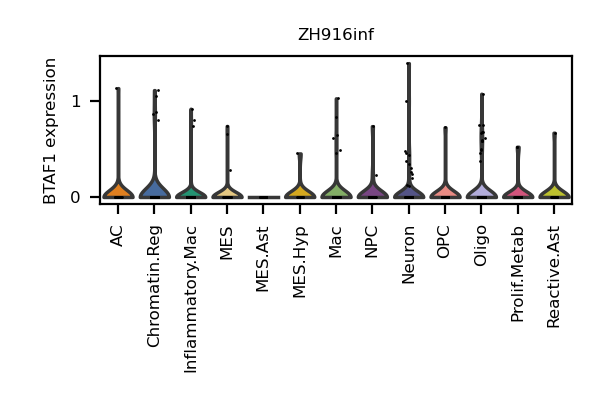 ZH916inf
BTAF1 expression
1
0
AC
Chromatin.Reg
Inflammatory.Mac
MES
MES.Ast
MES.Hyp
Mac
NPC
Neuron
OPC
Oligo
Prolif.Metab
Reactive.Ast